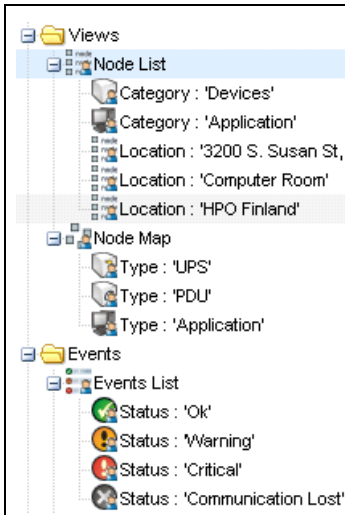 Views
Node List
Category : 'Devices'
Category : 'Application'
Location : '3200 S. Susan St,
Location : 'Computer Room'
Location : 'HPO Finland'
Node Map
Type : 'UPS'
Type : 'PDU'
Type : 'Application'
Events
Events List
Status : 'Ok'
Status : 'Warning'
Status : 'Critical'
Status : 'Communication Lost'